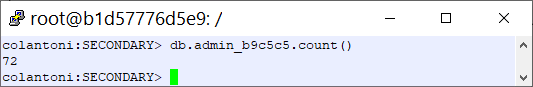 root@b1d57776d5e9: /
colantoni:SECONDARY> db.admin_b9c5c5.count()
72
colantoni:SECONDARY>